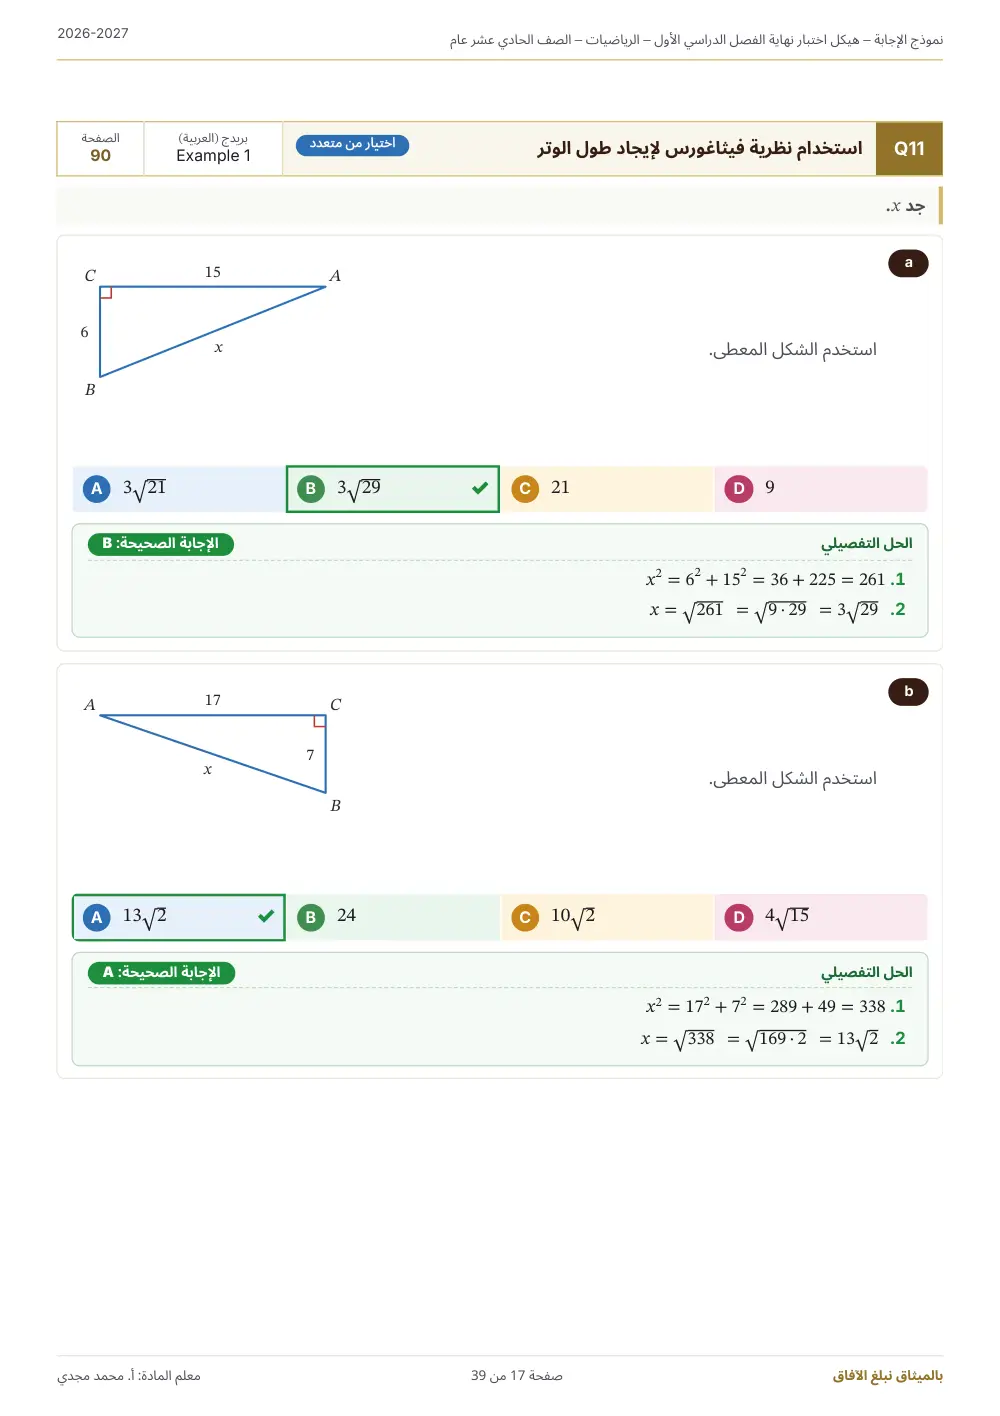 نموذج الإجابة – هيكل اختبار نهاية الفصل الدراسي الأول – الرياضيات – الصف الحادي عشر عام
2026-2027
Q11
استخدام نظرية فيثاغورس لإيجاد طول الوتر
اختيار من متعدد
بريدج (العربية)
Example 1
الصفحة
90
جد x.
a
C 15 A
6
x
B
استخدم الشكل المعطى.
A 3√21 B 3√29 ✔ C 21 D 9
الحل التفصيلي
الإجابة الصحيحة: B
1. x² = 6² + 15² = 36 + 225 = 261
2. x = √261 = √9 · 29 = 3√29
b
A 17 C
7
x
B
استخدم الشكل المعطى.
A 13√2 ✔ B 24 C 10√2 D 4√15
الحل التفصيلي
الإجابة الصحيحة: A
1. x² = 17² + 7² = 289 + 49 = 338
2. x = √338 = √169 · 2 = 13√2
بالميثاق نبلغ الآفاق
صفحة 17 من 39
معلم المادة: أ. محمد مجدي